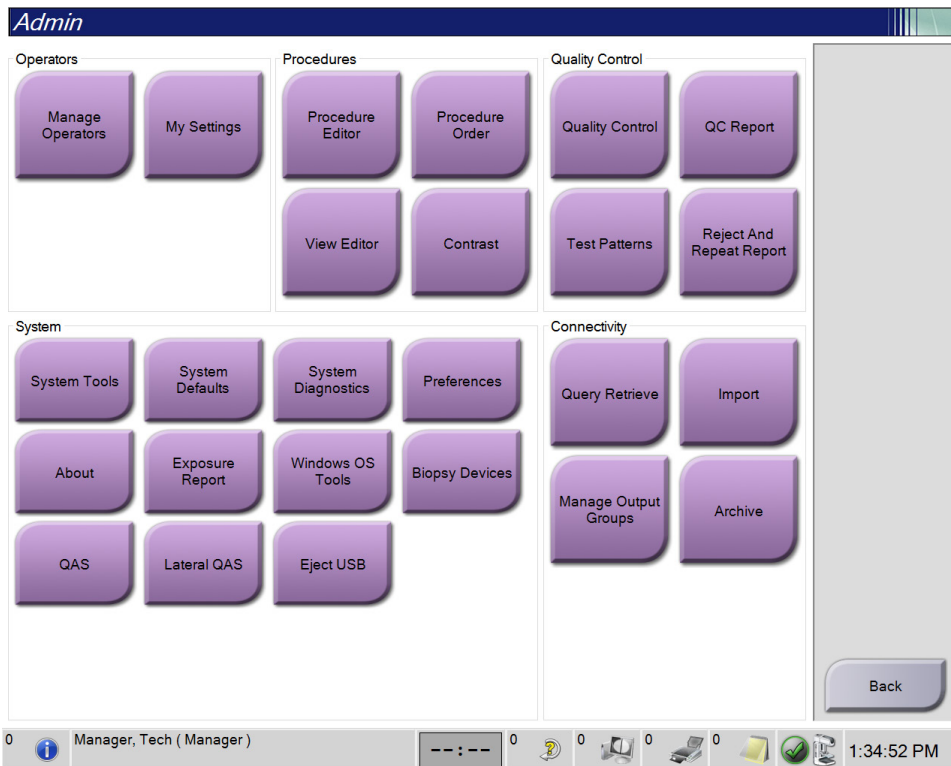 Admin
Operators
Manage
Operators
My Settings
Procedures
Procedure
Editor
Procedure
Order
View Editor
Contrast
Quality Control
Quality Control
QC Report
Test Patterns
Reject And
Repeat Report
System
System Tools
System
Defaults
System
Diagnostics
Preferences
About
Exposure
Report
Windows OS
Tools
Biopsy Devices
QAS
Lateral QAS
Eject USB
Connectivity
Query Retrieve
Import
Manage Output
Groups
Archive
Back
0
Manager, Tech ( Manager )
--:--
0
0
0
0
1:34:52 PM